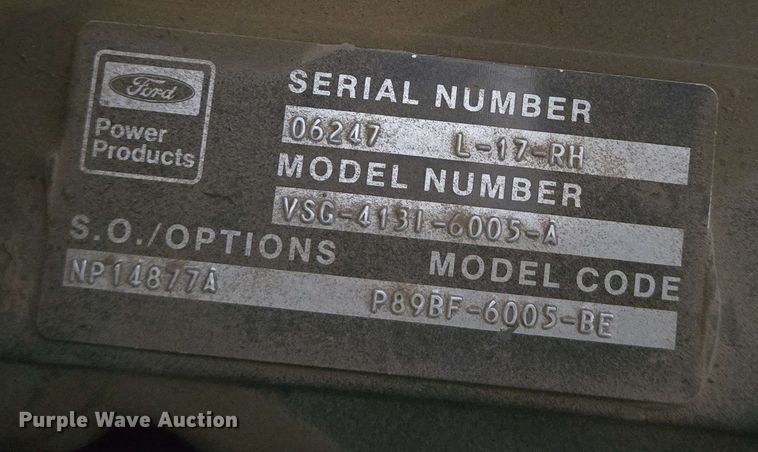 Ford
Power
Products
SERIAL NUMBER
06247 L-17-RH
MODEL NUMBER
VSG-413I-6005-A
S.O./OPTIONS
NP14877A
MODEL CODE
P89BF-6005-BE
Purple Wave Auction